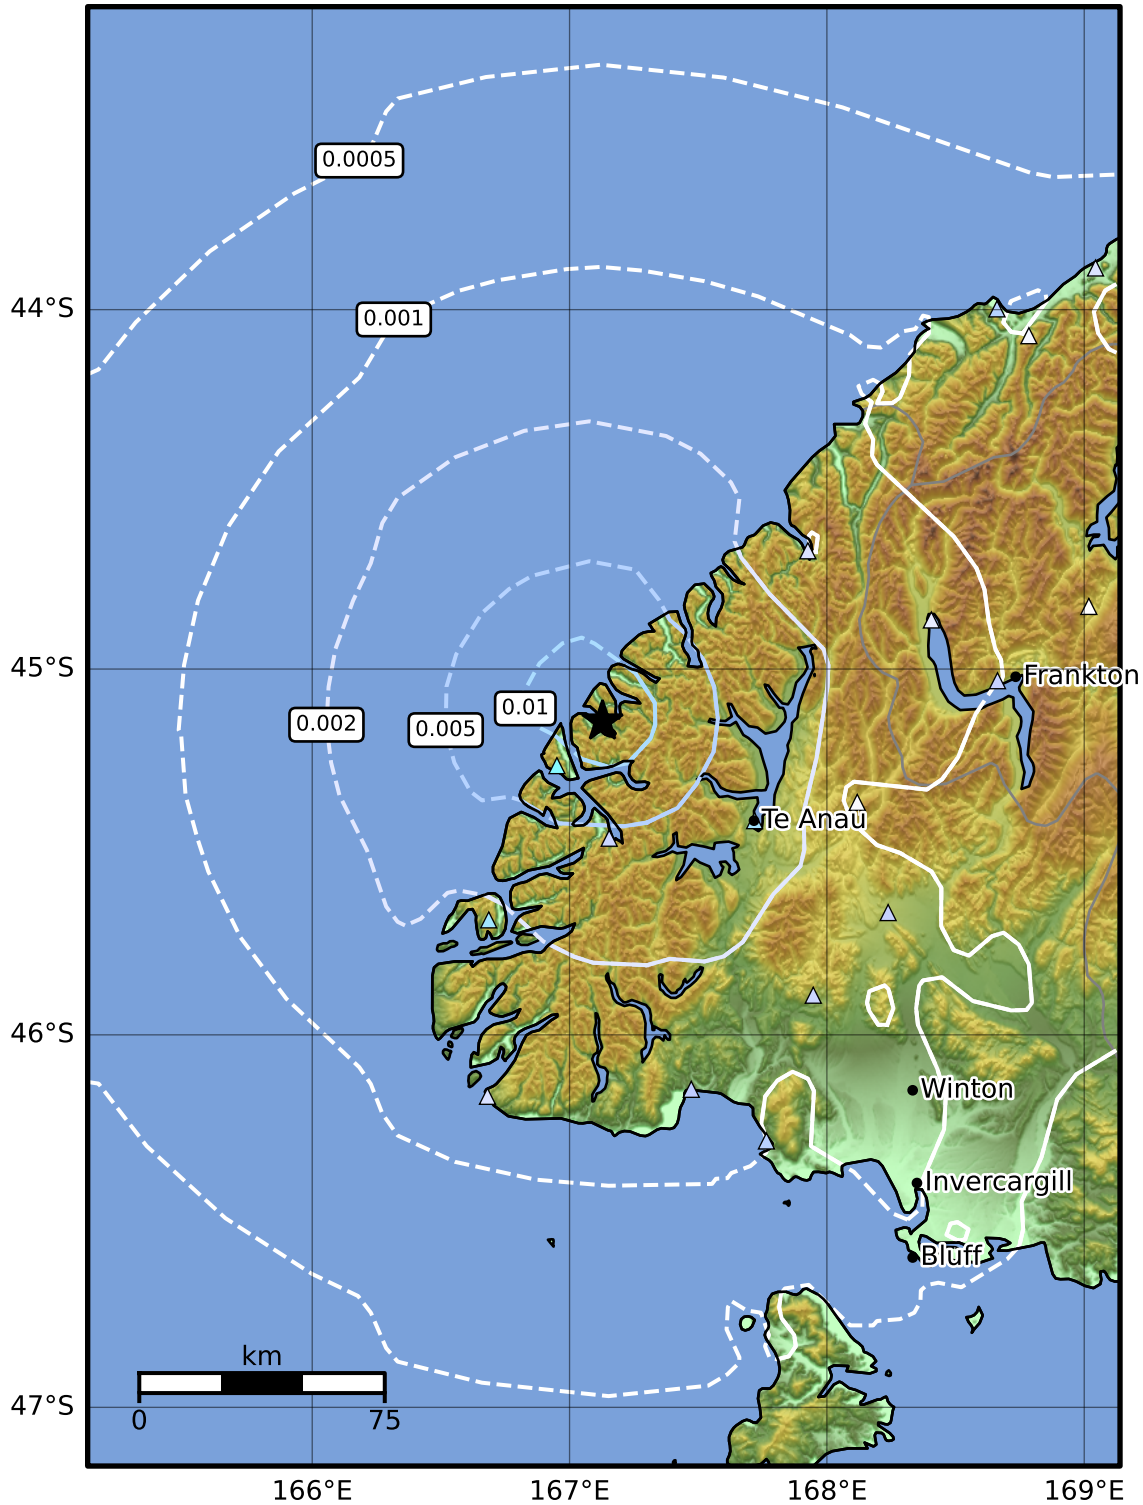 0.0005
44°S
0.001
45°S
Frankton
0.01
0.002
0.005
Te Anau
46°S
Winton
Invercargill
Bluff
km
0 75
47°S
166°E 167°E 168°E 169°E